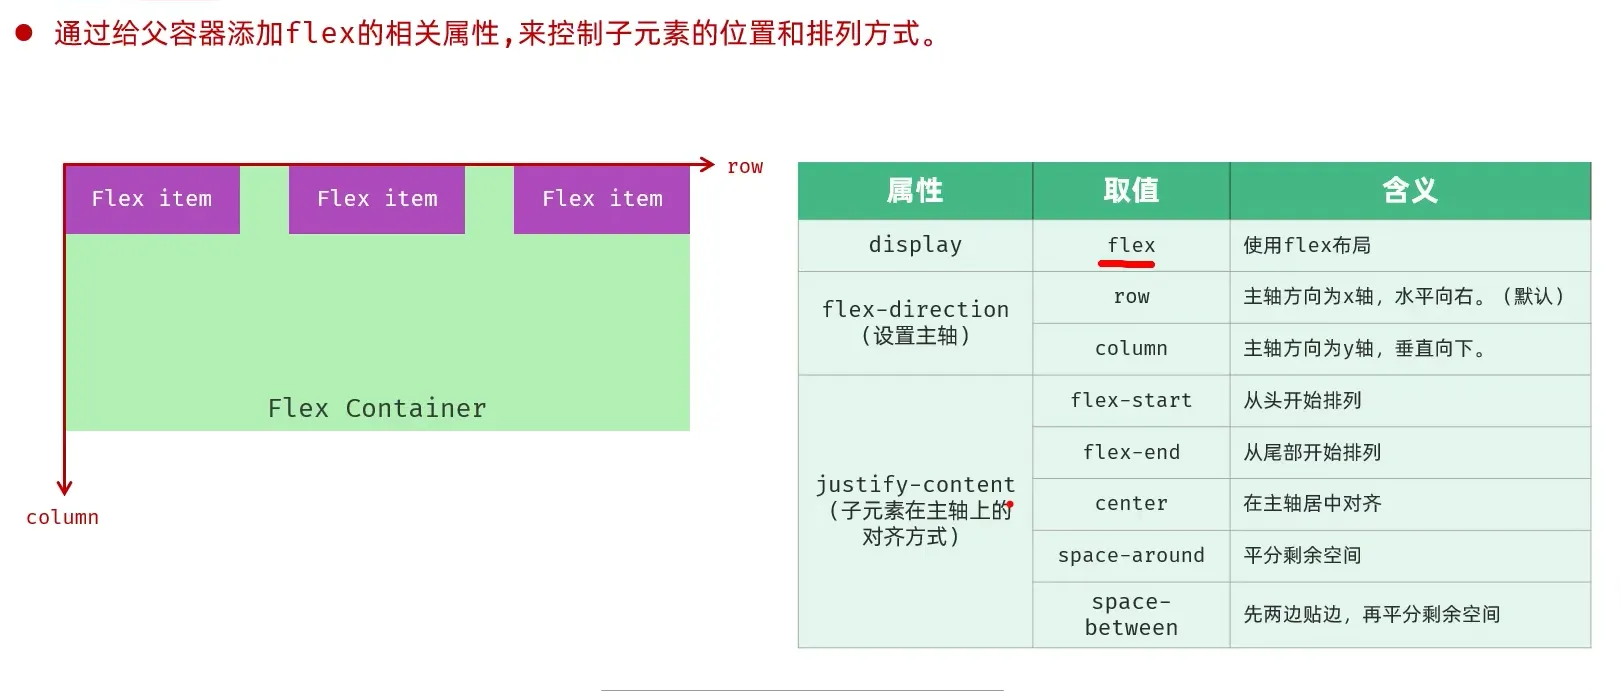 通过给父容器添加flex的相关属性,来控制子元素的位置和排列方式。
row
Flex item Flex item Flex item
Flex Container
column
属性 取值 含义
display flex 使用flex布局
flex-direction
(设置主轴)
row 主轴方向为x轴，水平向右。(默认)
column 主轴方向为y轴，垂直向下。
justify-content
(子元素在主轴上的
对齐方式)
flex-start 从头开始排列
flex-end 从尾部开始排列
center 在主轴居中对齐
space-around 平分剩余空间
space-
between
先两边贴边，再平分剩余空间